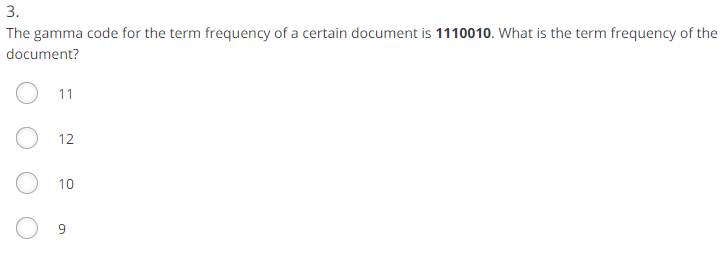 3.
The gamma code for the term frequency of a certain document is 1110010. What is the term frequency of the
document?
11
12
10
9